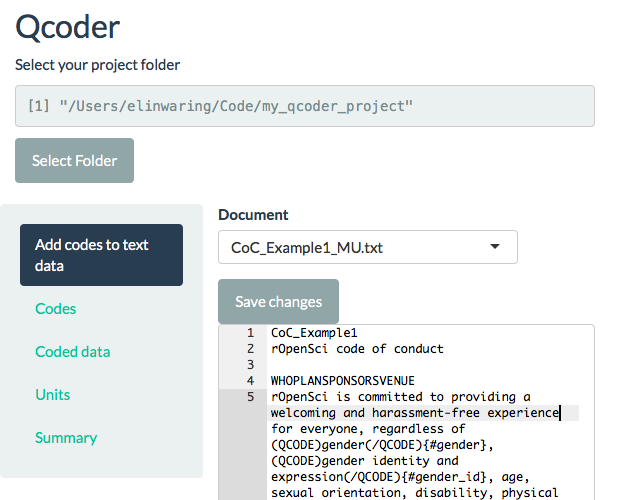 Qcoder
Select your project folder
[1] "/Users/elinwaring/Code/my_qcoder_project"
Select Folder
Add codes to text
data
Codes
Coded data
Units
Summary
Document
CoC_Example1_MU.txt
Save changes
1 CoC_Example1
2 rOpenSci code of conduct
3
4 WHOPLANSPONSORSVENUE
5 rOpenSci is committed to providing a
welcoming and harassment-free experience
for everyone, regardless of
(QCODE)gender(/QCODE){#gender},
(QCODE)gender identity and
expression(/QCODE){#gender_id}, age,
sexual orientation, disability, physical